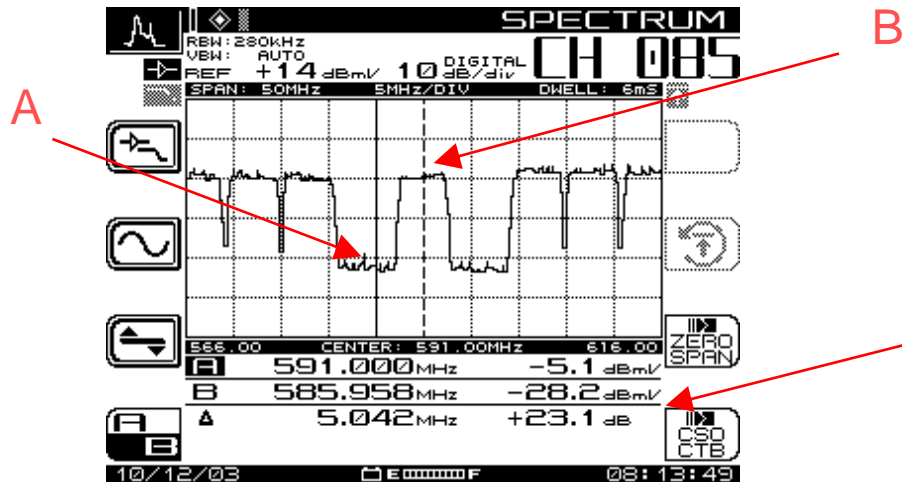 SPECTRUM
RBW: 280kHz
VBW: AUTO
REF +14 dBmV 10 dB/div DIGITAL CH 085
SPAN: 50MHz 5MHz/DIV DWELL: 6mS
B
A
566.00 CENTER: 591.00MHz 616.00
A 591.000MHz -5.1 dBmV
B 585.958MHz -28.2 dBmV
Δ 5.042MHz +23.1 dB
ZERO SPAN
A B
CSO CTB
10/12/03 E F 08:13:49